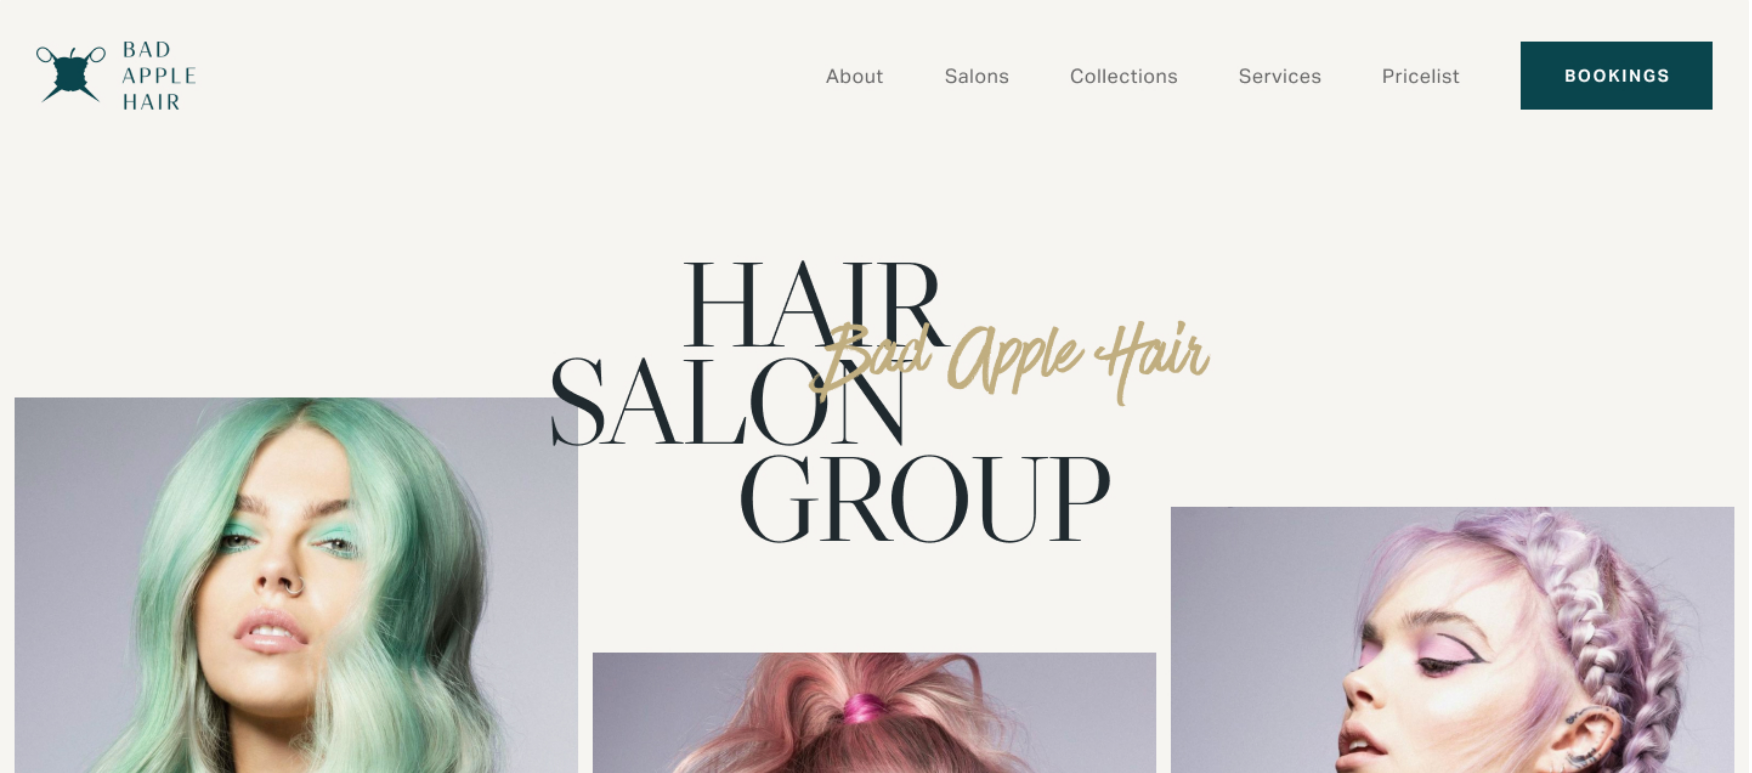 BAD
APPLE
HAIR
About Salons Collections Services Pricelist BOOKINGS
HAIR
Bad Apple Hair
SALON
GROUP